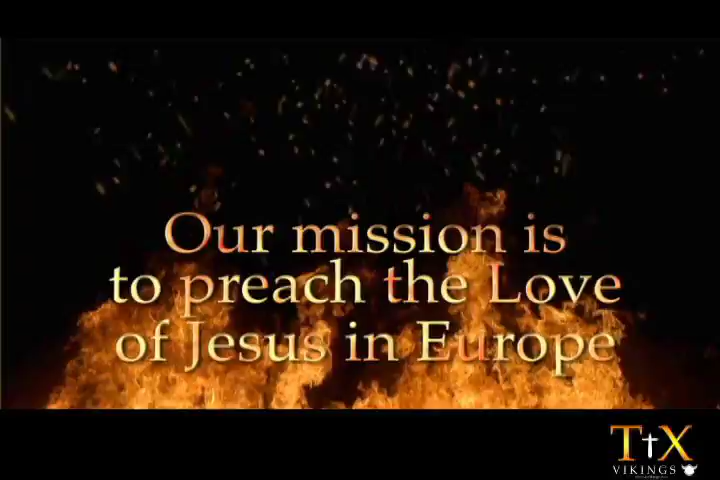 Our mission is
to preach the Love
of Jesus in Europe
T†X
VIKINGS